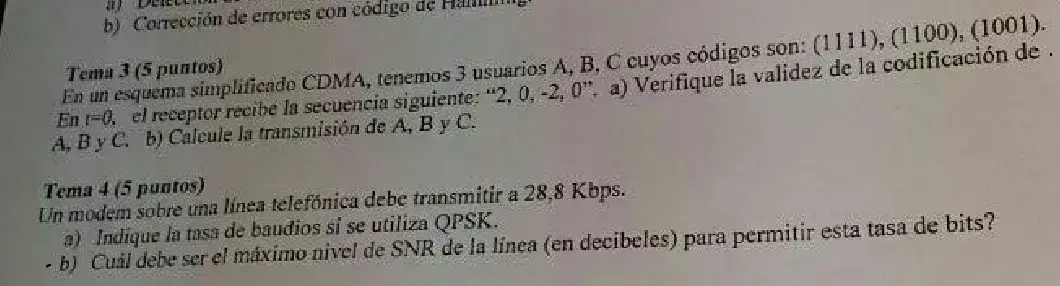 b) Corrección de errores con código de
Tema 3 (5 puntos)
En un esquema simplificado CDMA, tenemos 3 usuarios A, B, C cuyos códigos son: (1111), (1100), (1001).
En t=0, el receptor recibe la secuencia siguiente: “2, 0, -2, 0”. a) Verifique la validez de la codificación de
A, B y C. b) Calcule la transmisión de A, B y C.
Tema 4 (5 puntos)
Un modem sobre una línea telefónica debe transmitir a 28,8 Kbps.
a) Indique la tasa de baudios si se utiliza QPSK.
- b) Cuál debe ser el máximo nivel de SNR de la línea (en decibeles) para permitir esta tasa de bits?